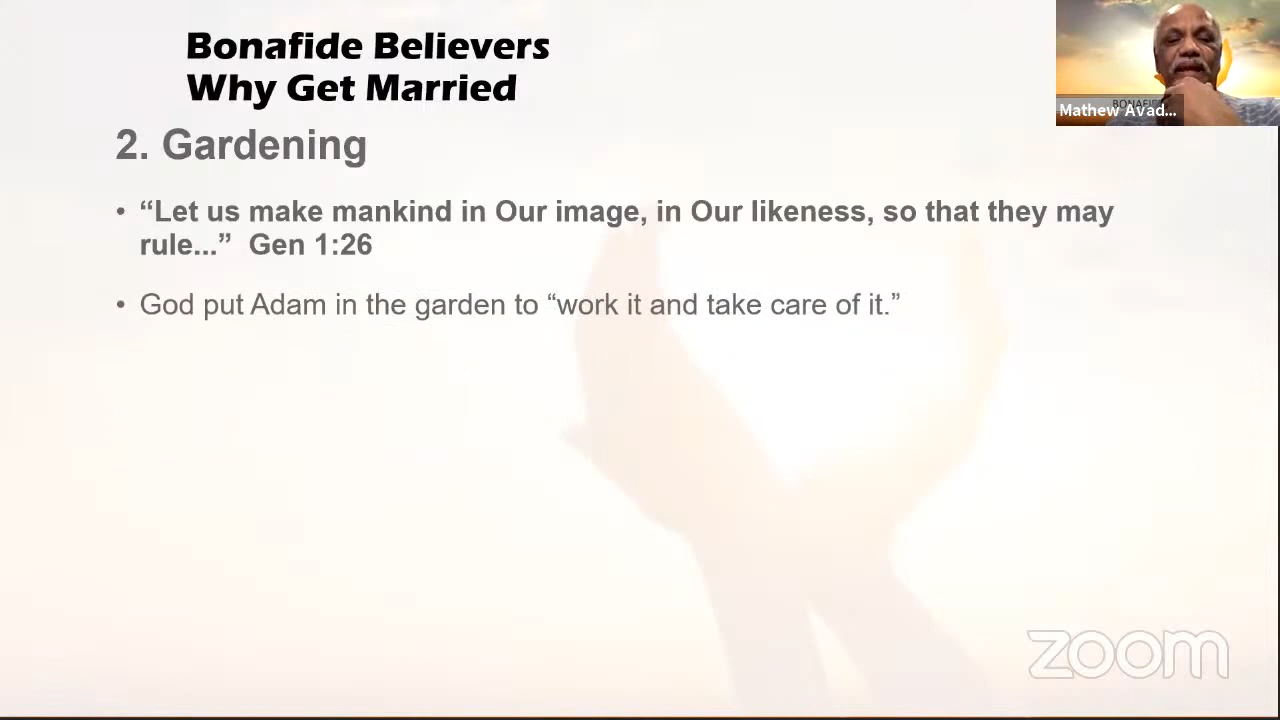 Bonafide Believers
Why Get Married
2. Gardening
• “Let us make mankind in Our image, in Our likeness, so that they may
rule...”  Gen 1:26
• God put Adam in the garden to “work it and take care of it.”
Mathew Avad...
zoom